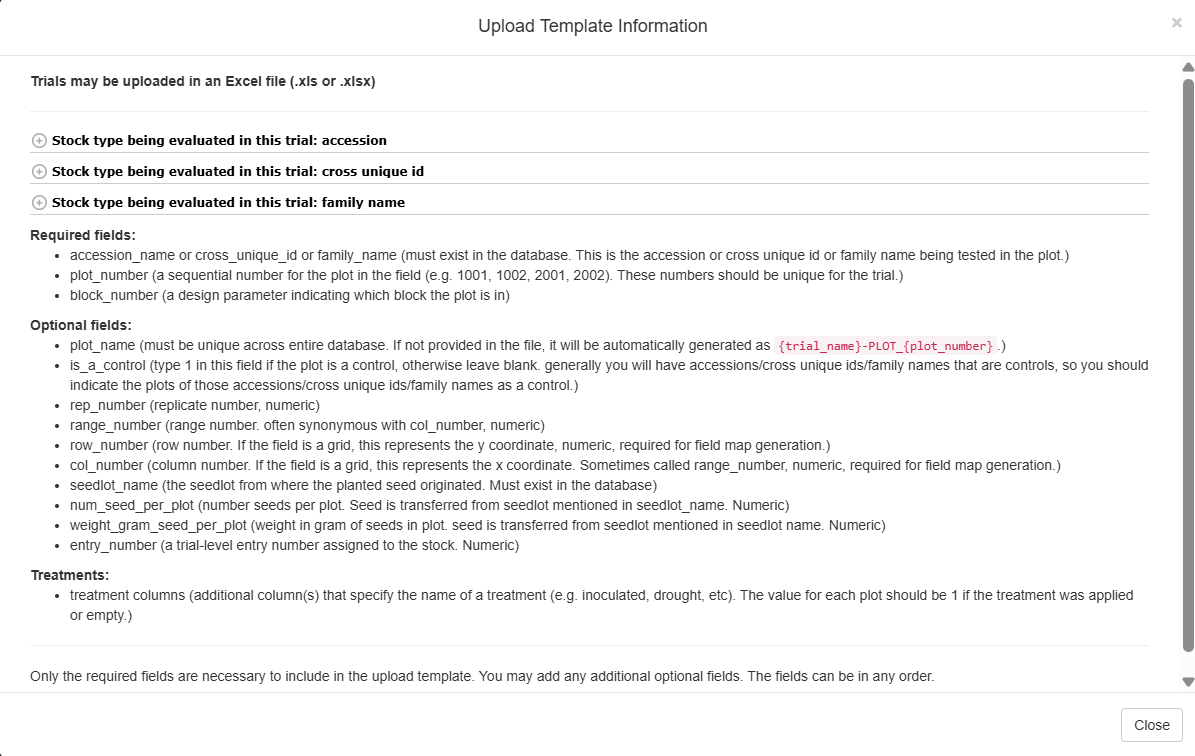 Upload Template Information
×
Trials may be uploaded in an Excel file (.xls or .xlsx)
Stock type being evaluated in this trial: accession
Stock type being evaluated in this trial: cross unique id
Stock type being evaluated in this trial: family name
Required fields:
• accession_name or cross_unique_id or family_name (must exist in the database. This is the accession or cross unique id or family name being tested in the plot.)
• plot_number (a sequential number for the plot in the field (e.g. 1001, 1002, 2001, 2002). These numbers should be unique for the trial.)
• block_number (a design parameter indicating which block the plot is in)
Optional fields:
• plot_name (must be unique across entire database. If not provided in the file, it will be automatically generated as {trial_name}-PLOT_{plot_number}.)
• is_a_control (type 1 in this field if the plot is a control, otherwise leave blank. generally you will have accessions/cross unique ids/family names that are controls, so you should
indicate the plots of those accessions/cross unique ids/family names as a control.)
• rep_number (replicate number, numeric)
• range_number (range number. often synonymous with col_number, numeric)
• row_number (row number. If the field is a grid, this represents the y coordinate, numeric, required for field map generation.)
• col_number (column number. If the field is a grid, this represents the x coordinate. Sometimes called range_number, numeric, required for field map generation.)
• seedlot_name (the seedlot from where the planted seed originated. Must exist in the database)
• num_seed_per_plot (number seeds per plot. Seed is transferred from seedlot mentioned in seedlot_name. Numeric)
• weight_gram_seed_per_plot (weight in gram of seeds in plot. seed is transferred from seedlot mentioned in seedlot name. Numeric)
• entry_number (a trial-level entry number assigned to the stock. Numeric)
Treatments:
• treatment columns (additional column(s) that specify the name of a treatment (e.g. inoculated, drought, etc). The value for each plot should be 1 if the treatment was applied
or empty.)
Only the required fields are necessary to include in the upload template. You may add any additional optional fields. The fields can be in any order.
Close